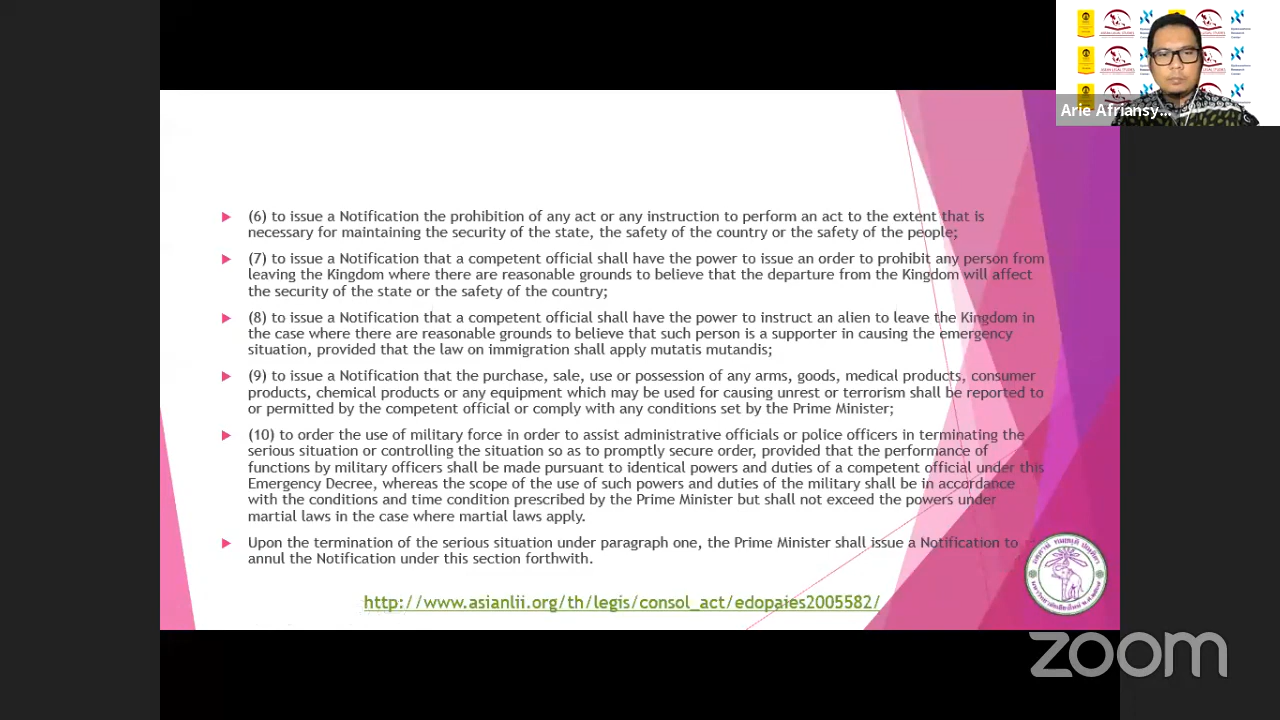 Arie Afriansy...
(6) to issue a Notification the prohibition of any act or any instruction to perform an act to the extent that is
necessary for maintaining the security of the state, the safety of the country or the safety of the people;
(7) to issue a Notification that a competent official shall have the power to issue an order to prohibit any person from
leaving the Kingdom where there are reasonable grounds to believe that the departure from the Kingdom will affect
the security of the state or the safety of the country;
(8) to issue a Notification that a competent official shall have the power to instruct an alien to leave the Kingdom in
the case where there are reasonable grounds to believe that such person is a supporter in causing the emergency
situation, provided that the law on immigration shall apply mutatis mutandis;
(9) to issue a Notification that the purchase, sale, use or possession of any arms, goods, medical products, consumer
products, chemical products or any equipment which may be used for causing unrest or terrorism shall be reported to
or permitted by the competent official or comply with any conditions set by the Prime Minister;
(10) to order the use of military force in order to assist administrative officials or police officers in terminating the
serious situation or controlling the situation so as to promptly secure order, provided that the performance of
functions by military officers shall be made pursuant to identical powers and duties of a competent official under this
Emergency Decree, whereas the scope of the use of such powers and duties of the military shall be in accordance
with the conditions and time condition prescribed by the Prime Minister but shall not exceed the powers under
martial laws in the case where martial laws apply.
Upon the termination of the serious situation under paragraph one, the Prime Minister shall issue a Notification to
annul the Notification under this section forthwith.
http://www.asianlii.org/th/legis/consol_act/edopaies2005582/
zoom